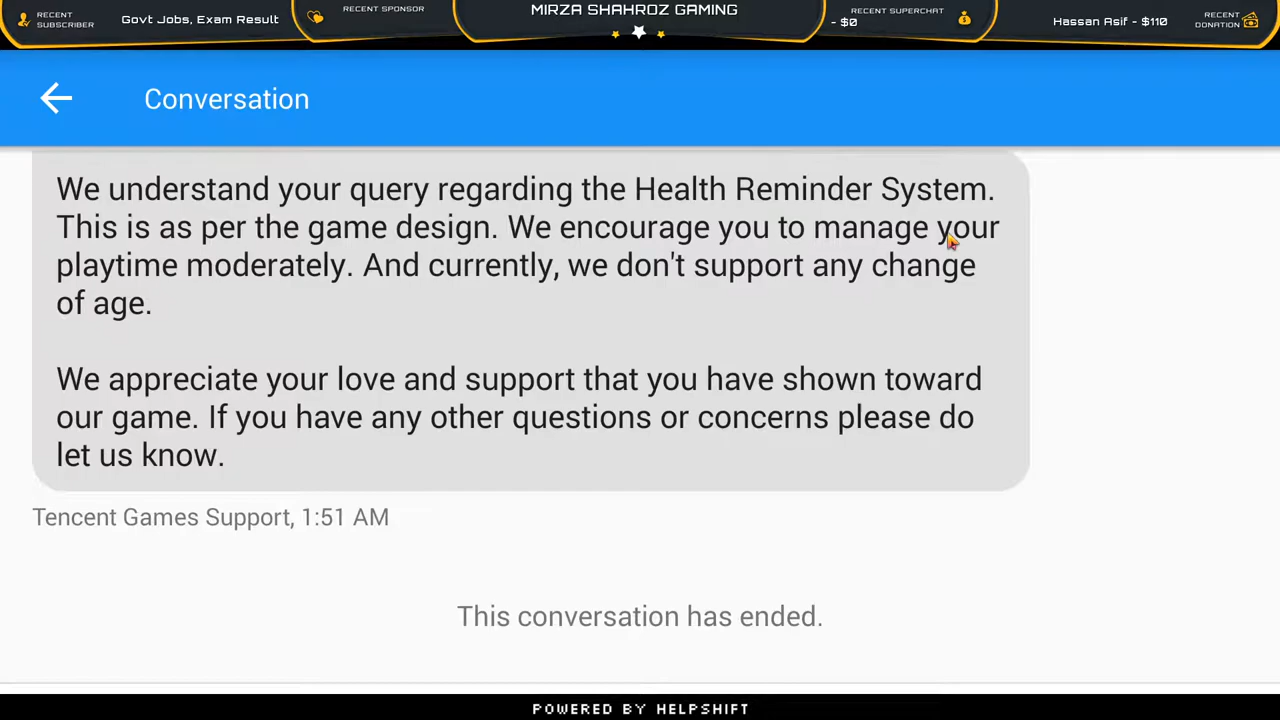 RECENT SUBSCRIBER
Govt Jobs, Exam Result
RECENT SPONSOR
MIRZA SHAHROZ GAMING
RECENT SUPERCHAT
- $0
Hassan Asif - $110
RECENT DONATION
Conversation
We understand your query regarding the Health Reminder System.
This is as per the game design. We encourage you to manage your
playtime moderately. And currently, we don't support any change
of age.
We appreciate your love and support that you have shown toward
our game. If you have any other questions or concerns please do
let us know.
Tencent Games Support, 1:51 AM
This conversation has ended.
POWERED BY HELPSHIFT